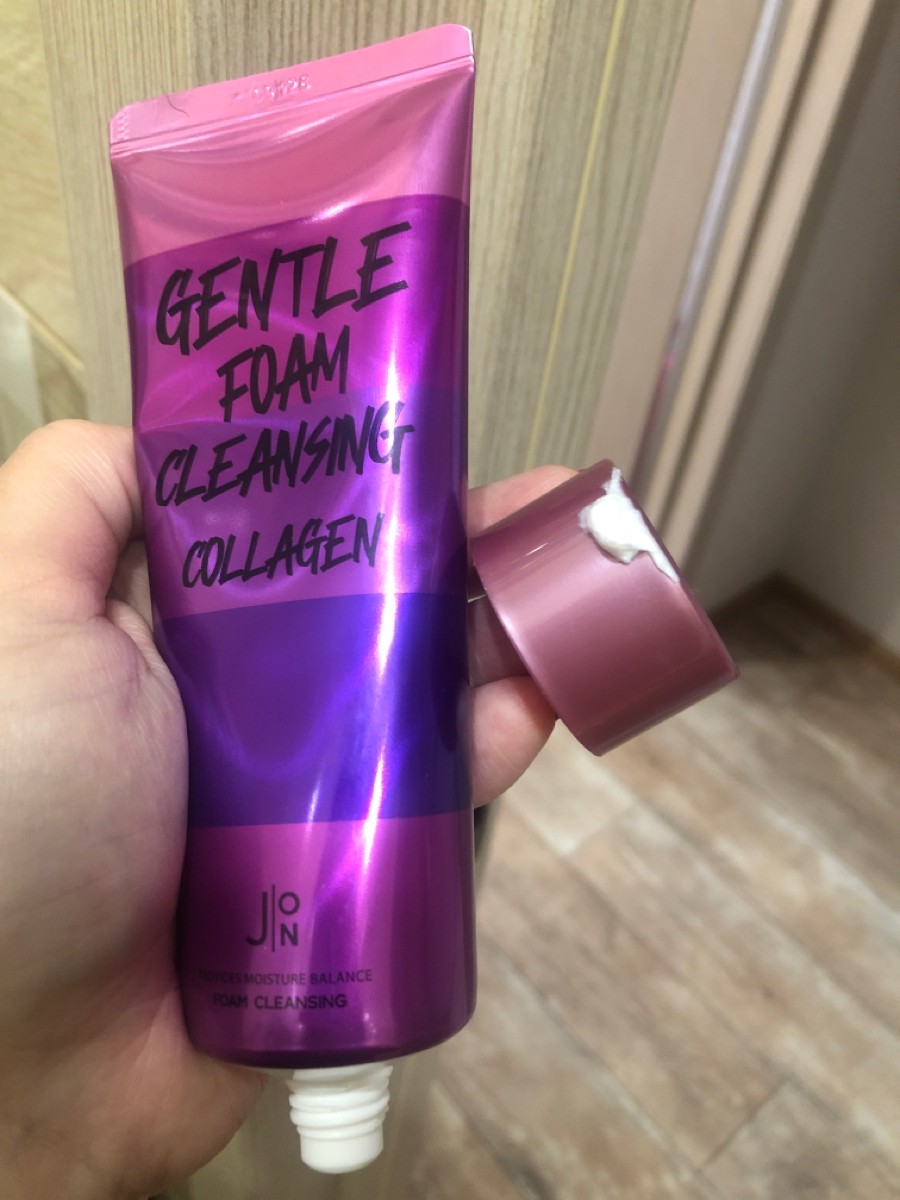 GENTLE
FOAM
CLEANSING
COLLAGEN
J|ON
MOISTURE BALANCE
FOAM CLEANSING